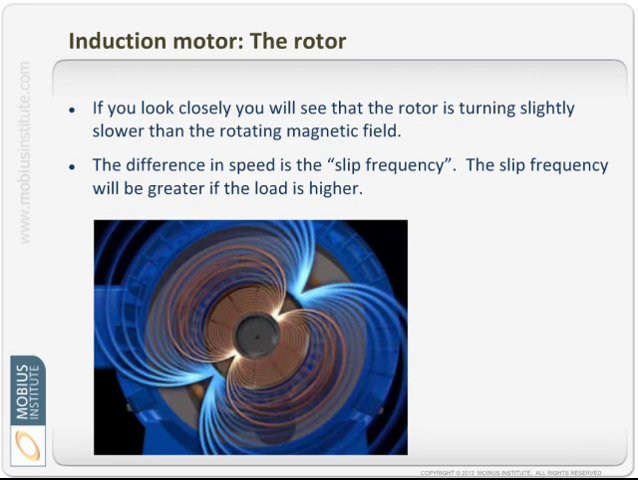 Induction motor: The rotor
• If you look closely you will see that the rotor is turning slightly
slower than the rotating magnetic field.
• The difference in speed is the “slip frequency”. The slip frequency
will be greater if the load is higher.
www.mobiusinstitute.com
MOBIUS
INSTITUTE
COPYRIGHT © 2012 MOBIUS INSTITUTE. ALL RIGHTS RESERVED